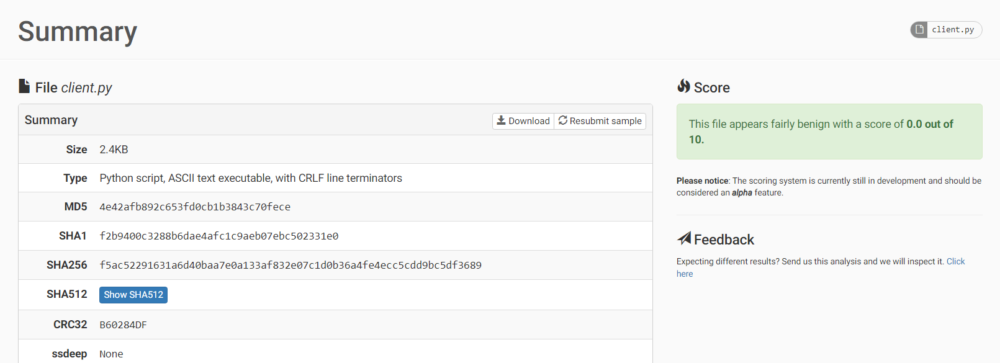 Summary
client.py
File client.py
Summary
Download
Resubmit sample
Size 2.4KB
Type Python script, ASCII text executable, with CRLF line terminators
MD5 4e42afb892c653fd0cb1b3843c70fece
SHA1 f2b9400c3288b6dae4afc1c9aeb07ebc502331e0
SHA256 f5ac52291631a6d40baa7e0a133af832e07c1d0b36a4fe4ecc5cdd9bc5df3689
SHA512 Show SHA512
CRC32 B60284DF
ssdeep None
Score
This file appears fairly benign with a score of 0.0 out of
10.
Please notice: The scoring system is currently still in development and should be
considered an alpha feature.
Feedback
Expecting different results? Send us this analysis and we will inspect it. Click
here